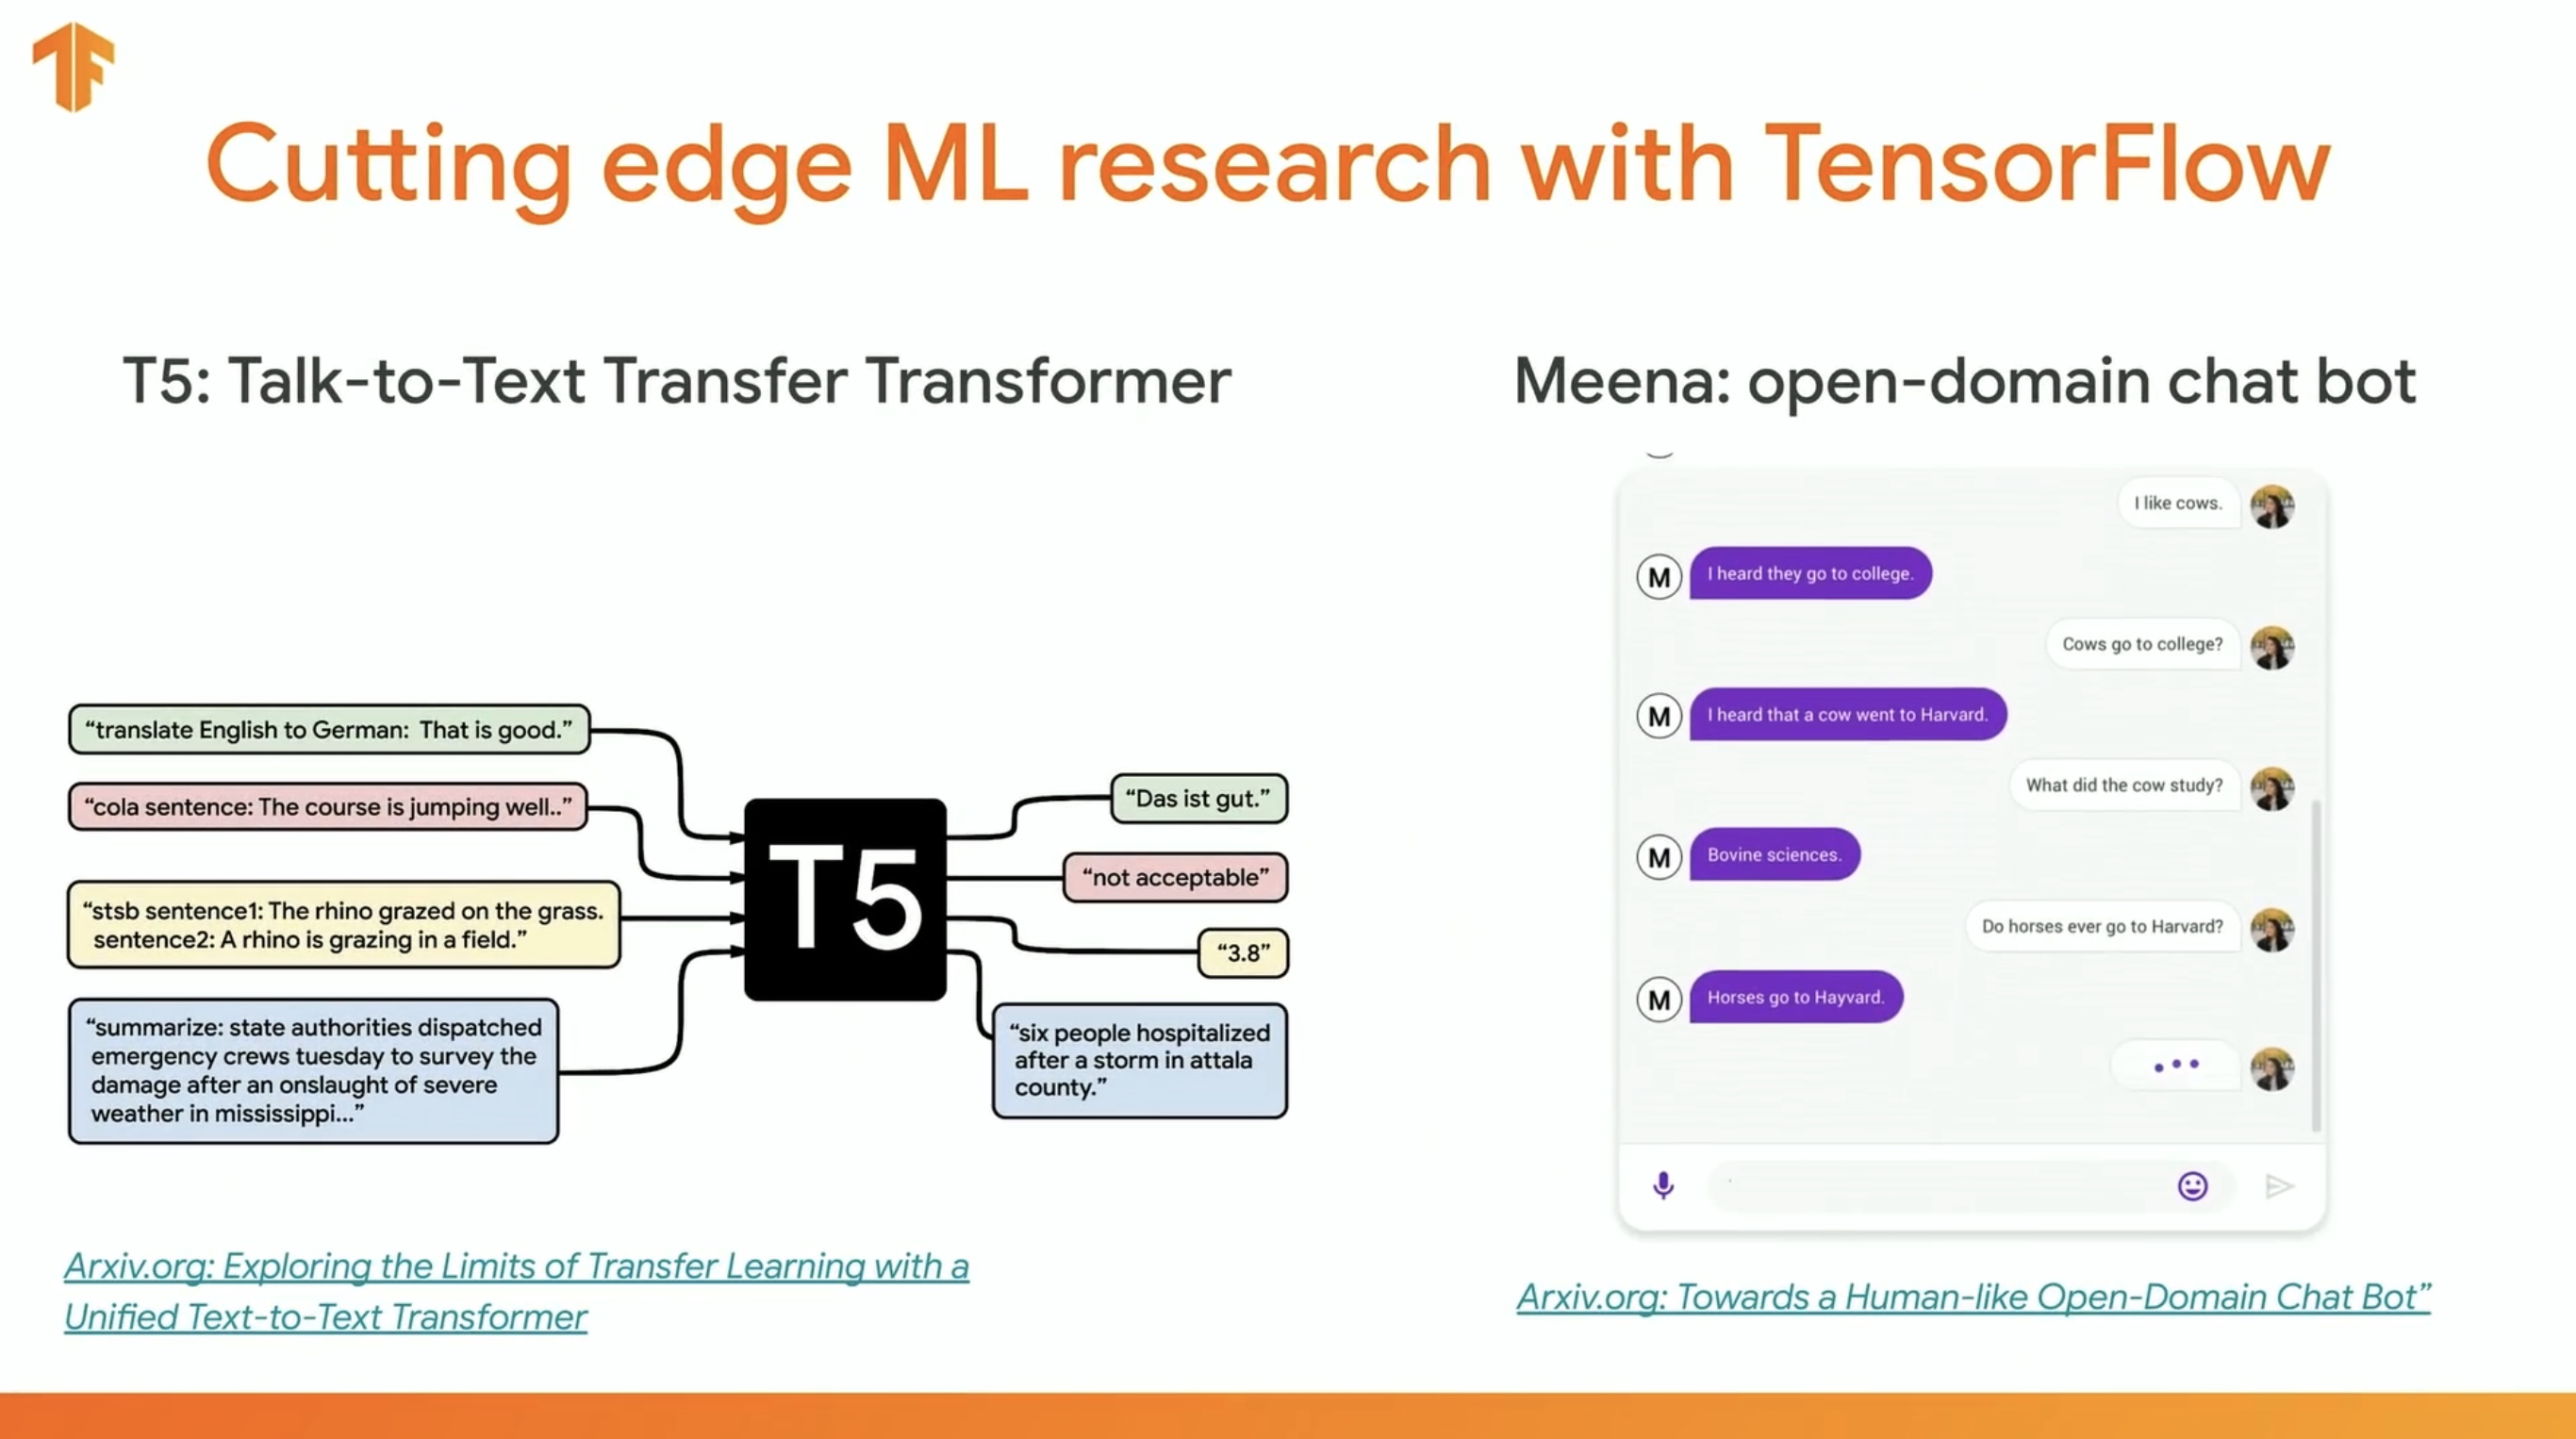 Cutting edge ML research with TensorFlow
T5: Talk-to-Text Transfer Transformer
“translate English to German: That is good.”
“cola sentence: The course is jumping well..”
“stsb sentence1: The rhino grazed on the grass.
sentence2: A rhino is grazing in a field.”
“summarize: state authorities dispatched
emergency crews tuesday to survey the
damage after an onslaught of severe
weather in mississippi...”
T5
“Das ist gut.”
“not acceptable”
“3.8”
“six people hospitalized
after a storm in attala
county.”
Arxiv.org: Exploring the Limits of Transfer Learning with a
Unified Text-to-Text Transformer
Meena: open-domain chat bot
I like cows.
M
I heard they go to college.
Cows go to college?
M
I heard that a cow went to Harvard.
What did the cow study?
M
Bovine sciences.
Do horses ever go to Harvard?
M
Horses go to Hayvard.
Arxiv.org: Towards a Human-like Open-Domain Chat Bot”